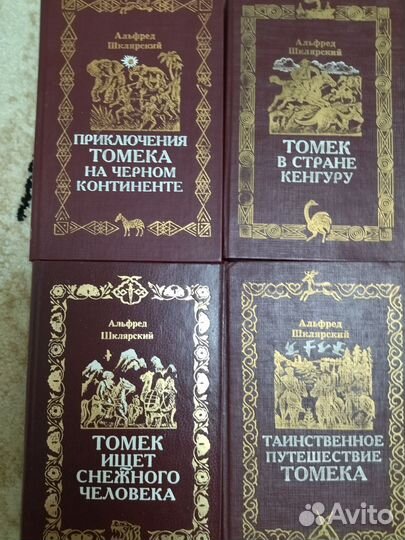 Альфред
Шклярский
ПРИКЛЮЧЕНИЯ
ТОМЕКА
НА ЧЕРНОМ
КОНТИНЕНТЕ
Альфред
Шклярский
ТОМЕК
В СТРАНЕ
КЕНГУРУ
Альфред
Шклярский
ТОМЕК
ИЩЕТ
СНЕЖНОГО
ЧЕЛОВЕКА
Альфред
Шклярский
ТАИНСТВЕННОЕ
ПУТЕШЕСТВИЕ
ТОМЕКА
Avito